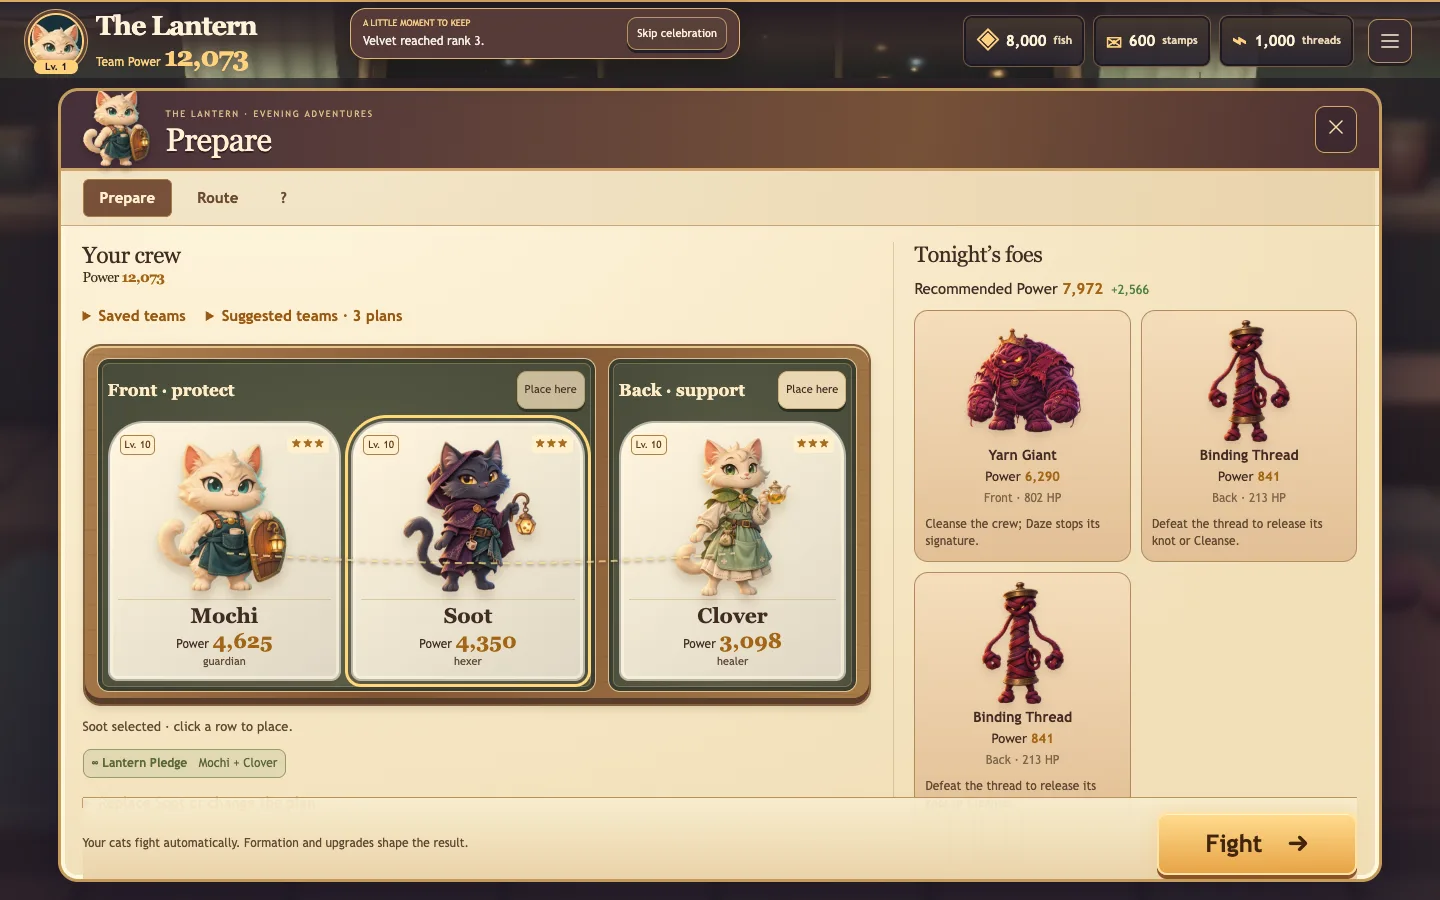 The Lantern
Team Power 12,073
Lv. 1
A LITTLE MOMENT TO KEEP
Velvet reached rank 3.
Skip celebration
8,000 fish
600 stamps
1,000 threads
THE LANTERN · EVENING ADVENTURES
Prepare
Prepare
Route
?
Your crew
Power 12,073
Saved teams
Suggested teams · 3 plans
Front · protect
Place here
Back · support
Place here
Lv. 10
Mochi
Power 4,625
guardian
Lv. 10
Soot
Power 4,350
hexer
Lv. 10
Clover
Power 3,098
healer
Soot selected · click a row to place.
Lantern Pledge Mochi + Clover
Tonight's foes
Recommended Power 7,972 +2,566
Yarn Giant
Power 6,290
Front · 802 HP
Cleanse the crew; Daze stops its
signature.
Binding Thread
Power 841
Back · 213 HP
Defeat the thread to release its
knot or Cleanse.
Binding Thread
Power 841
Back · 213 HP
Defeat the thread to release its
Your cats fight automatically. Formation and upgrades shape the result.
Fight